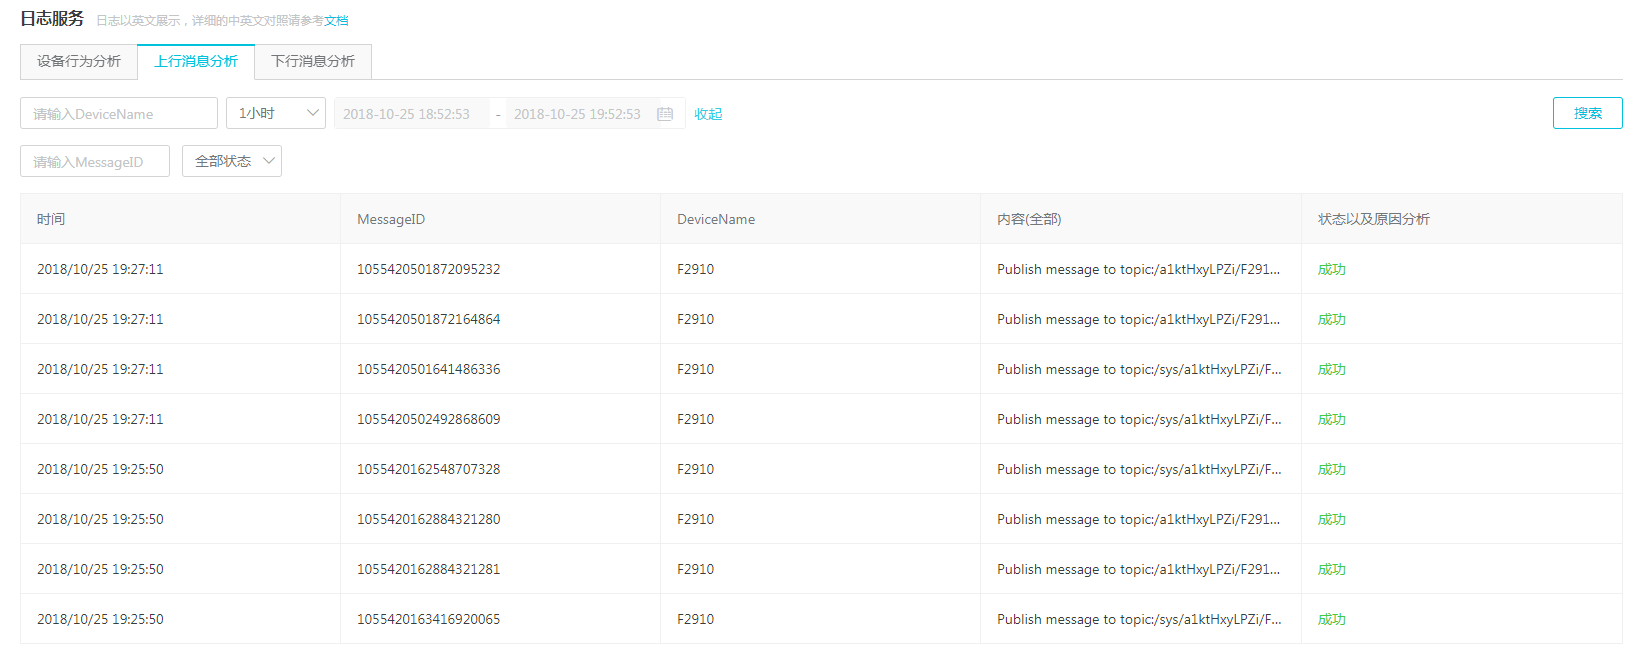 日志服务 日志以英文展示，详细的中英文对照请参考文档
设备行为分析 上行消息分析 下行消息分析
请输入DeviceName 1小时 2018-10-25 18:52:53 - 2018-10-25 19:52:53 收起 搜索
请输入MessageID 全部状态
时间 MessageID DeviceName 内容(全部) 状态以及原因分析
2018/10/25 19:27:11 1055420501872095232 F2910 Publish message to topic:/a1ktHxyLPZi/F291... 成功
2018/10/25 19:27:11 1055420501872164864 F2910 Publish message to topic:/a1ktHxyLPZi/F291... 成功
2018/10/25 19:27:11 1055420501641486336 F2910 Publish message to topic:/sys/a1ktHxyLPZi/F... 成功
2018/10/25 19:27:11 1055420502492868609 F2910 Publish message to topic:/sys/a1ktHxyLPZi/F... 成功
2018/10/25 19:25:50 1055420162548707328 F2910 Publish message to topic:/sys/a1ktHxyLPZi/F... 成功
2018/10/25 19:25:50 1055420162884321280 F2910 Publish message to topic:/a1ktHxyLPZi/F291... 成功
2018/10/25 19:25:50 1055420162884321281 F2910 Publish message to topic:/a1ktHxyLPZi/F291... 成功
2018/10/25 19:25:50 1055420163416920065 F2910 Publish message to topic:/sys/a1ktHxyLPZi/F... 成功